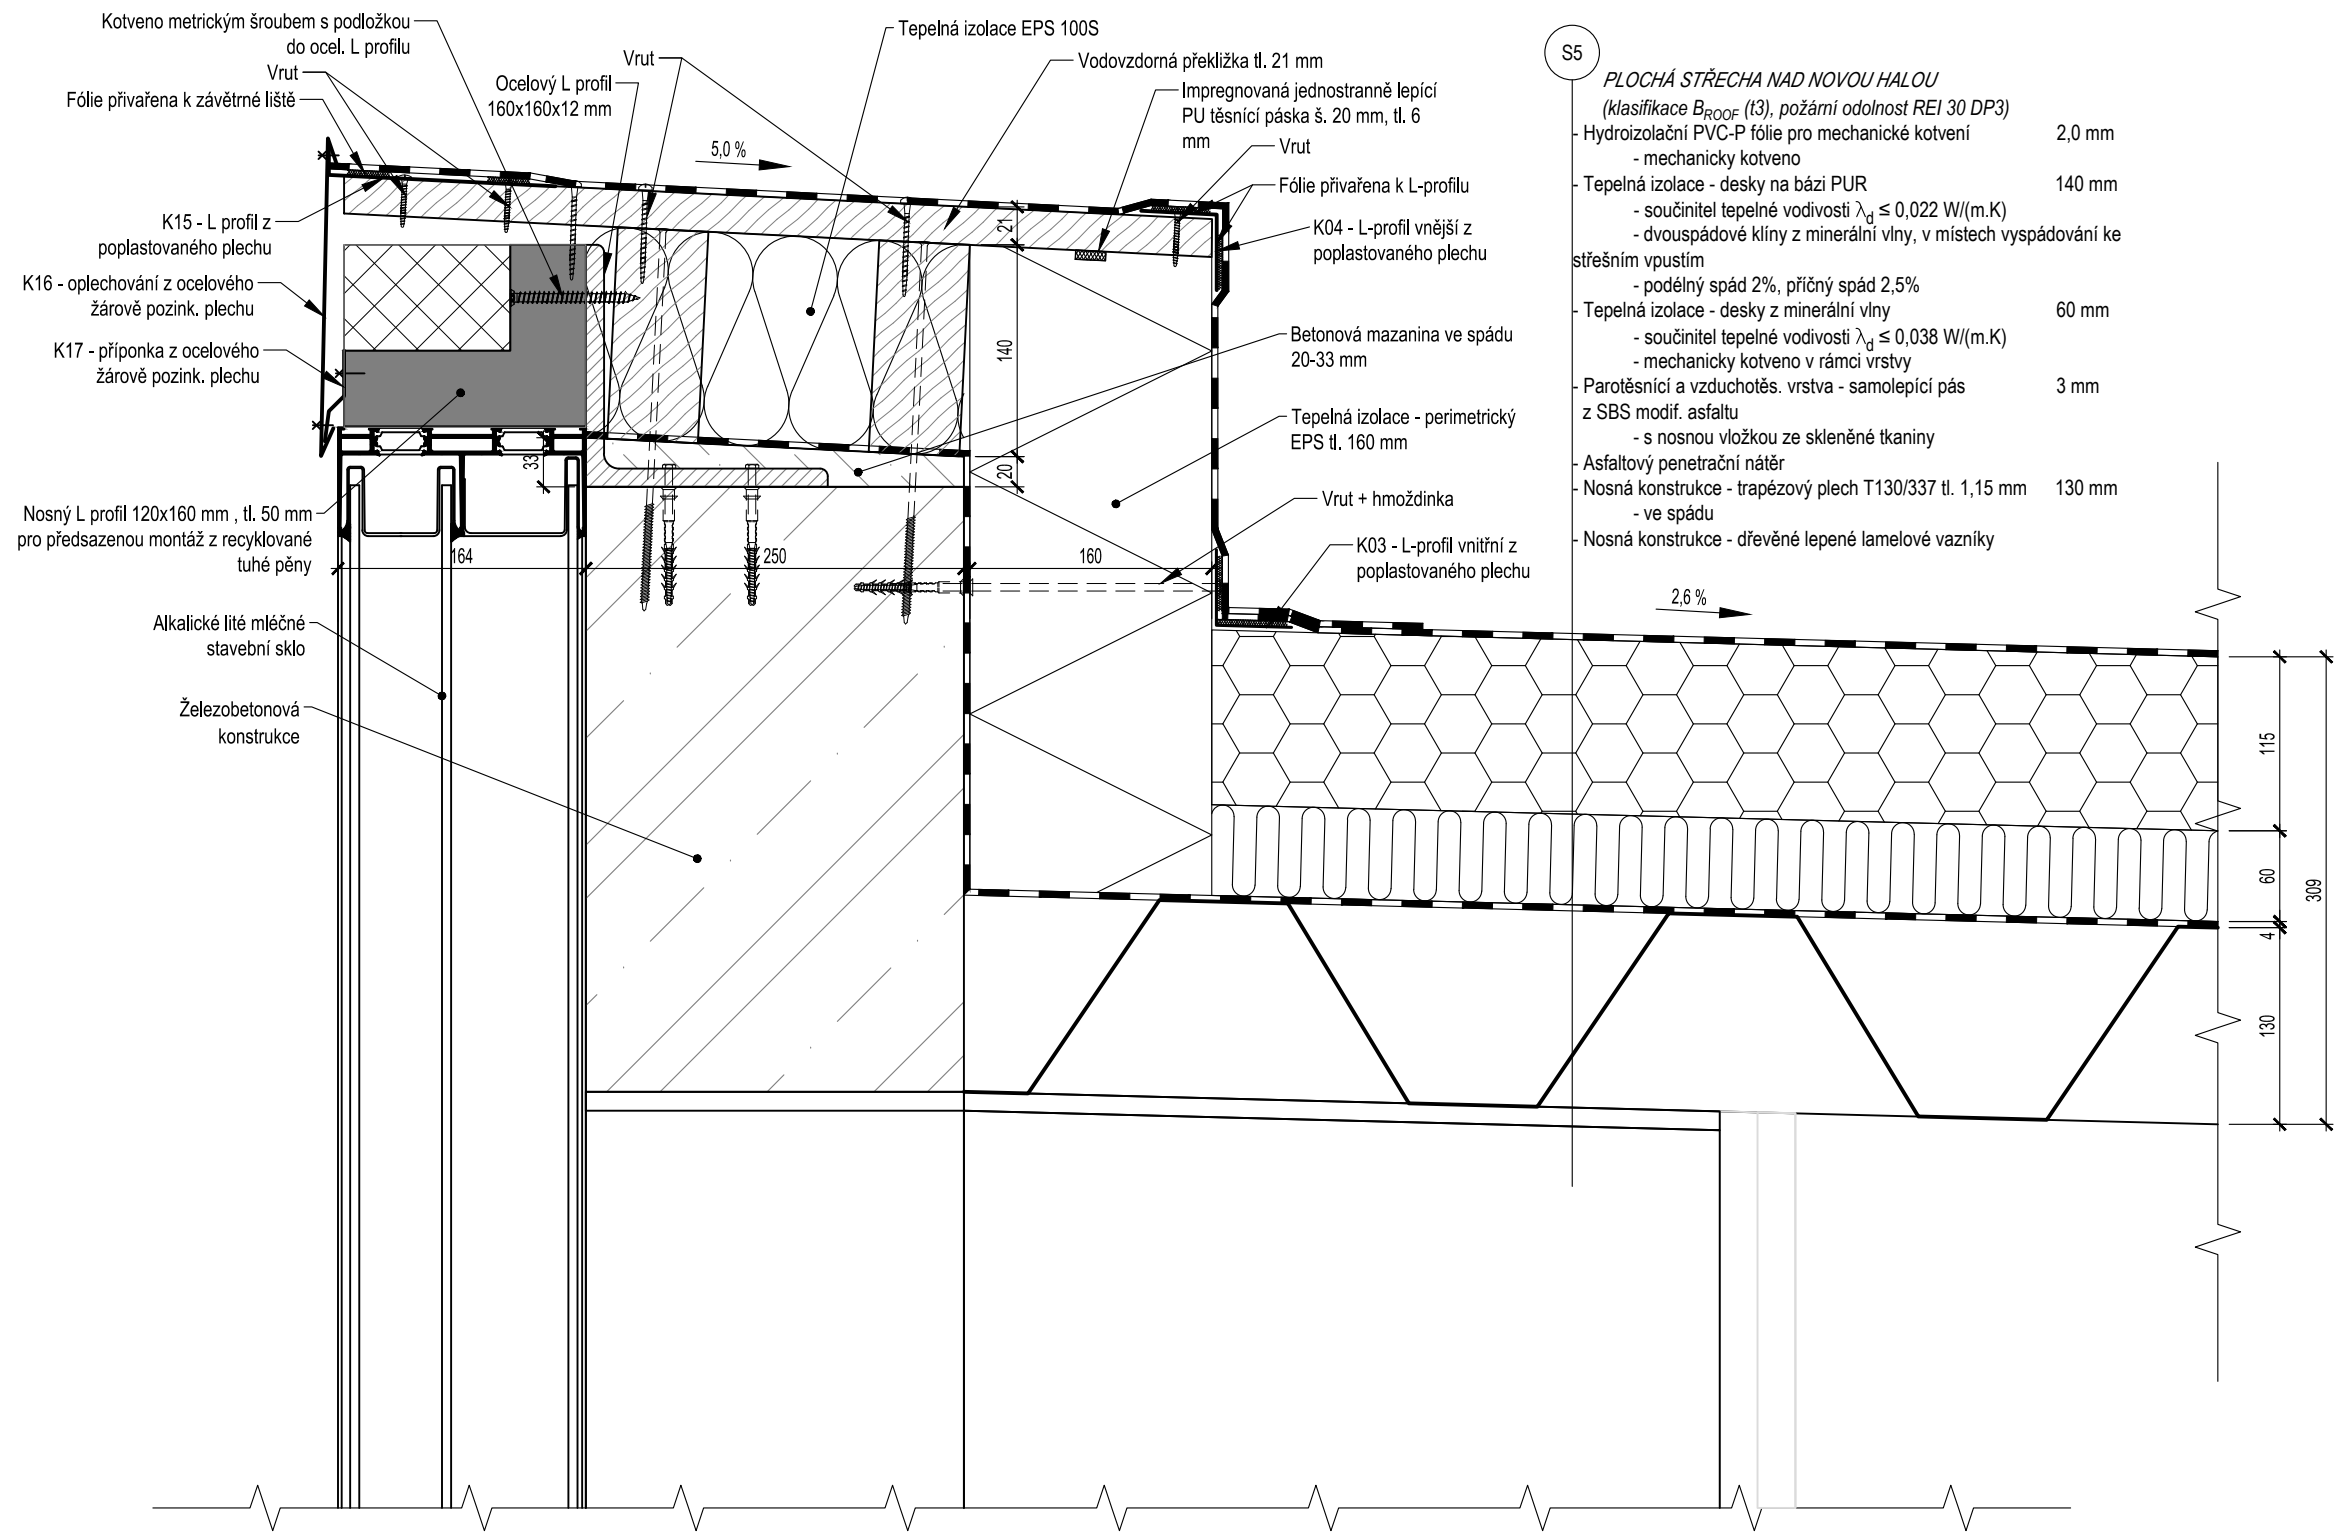 Kotveno metrickým šroubem s podložkou
do ocel. L profilu
Vrut
Fólie přivařena k závětrné liště
Ocelový L profil
160x160x12 mm
Vrut
Tepelná izolace EPS 100S
Vodovzdorná překližka tl. 21 mm
Impregnovaná jednostranně lepící
PU těsnící páska š. 20 mm, tl. 6
mm
Vrut
Fólie přivařena k L-profilu
K04 - L-profil vnější z
poplastovaného plechu
5,0 %
K15 - L profil z
poplastovaného plechu
K16 - oplechování z ocelového
žárově pozink. plechu
K17 - příponka z ocelového
žárově pozink. plechu
Nosný L profil 120x160 mm , tl. 50 mm
pro předsazenou montáž z recyklované
tuhé pěny
Alkalické lité mléčné
stavební sklo
Železobetonová
konstrukce
Betonová mazanina ve spádu
20-33 mm
Tepelná izolace - perimetrický
EPS tl. 160 mm
Vrut + hmoždinka
K03 - L-profil vnitřní z
poplastovaného plechu
21
140
20
33
164
250
160
2,6 %
S5
PLOCHÁ STŘECHA NAD NOVOU HALOU
(klasifikace BROOF (t3), požární odolnost REI 30 DP3)
- Hydroizolační PVC-P fólie pro mechanické kotvení 2,0 mm
- mechanicky kotveno
- Tepelná izolace - desky na bázi PUR 140 mm
- součinitel tepelné vodivosti λd ≤ 0,022 W/(m.K)
- dvouspádové klíny z minerální vlny, v místech vyspádování ke
střešním vpustím
- podélný spád 2%, příčný spád 2,5%
- Tepelná izolace - desky z minerální vlny 60 mm
- součinitel tepelné vodivosti λd ≤ 0,038 W/(m.K)
- mechanicky kotveno v rámci vrstvy
- Parotěsnící a vzduchotěs. vrstva - samolepící pás 3 mm
z SBS modif. asfaltu
- s nosnou vložkou ze skleněné tkaniny
- Asfaltový penetrační nátěr
- Nosná konstrukce - trapézový plech T130/337 tl. 1,15 mm 130 mm
- ve spádu
- Nosná konstrukce - dřevěné lepené lamelové vazníky
115
60
4
130
309